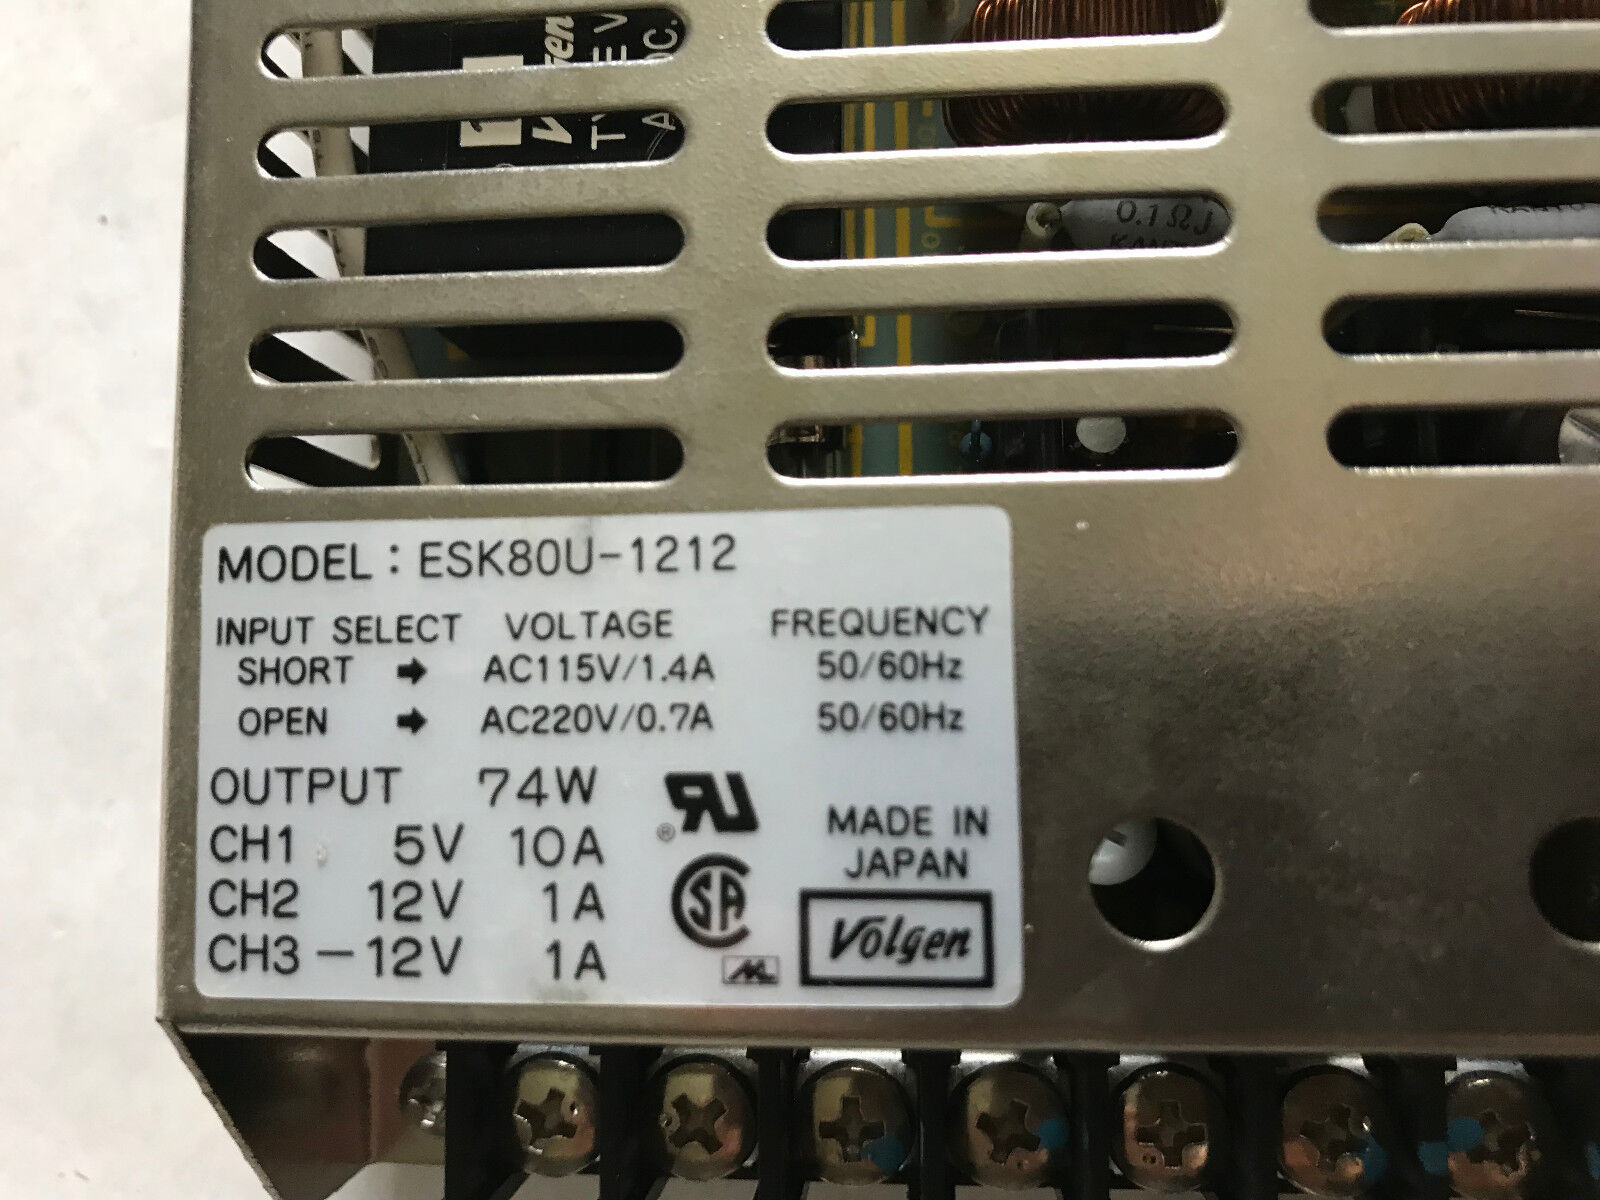 0.1ΩJ
MODEL : ESK80U-1212
INPUT SELECT VOLTAGE FREQUENCY
SHORT ➡ AC115V/1.4A 50/60Hz
OPEN ➡ AC220V/0.7A 50/60Hz
OUTPUT 74W
CH1 5V 10A
CH2 12V 1A
CH3 -12V 1A
MADE IN
JAPAN
Volgen